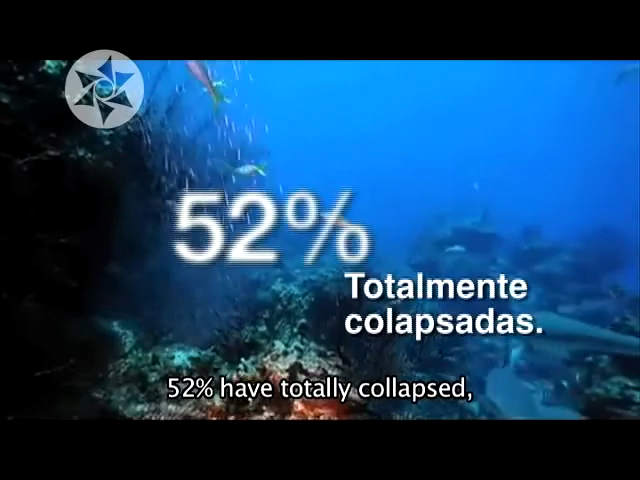 52%
Totalmente
colapsadas.
52% have totally collapsed,